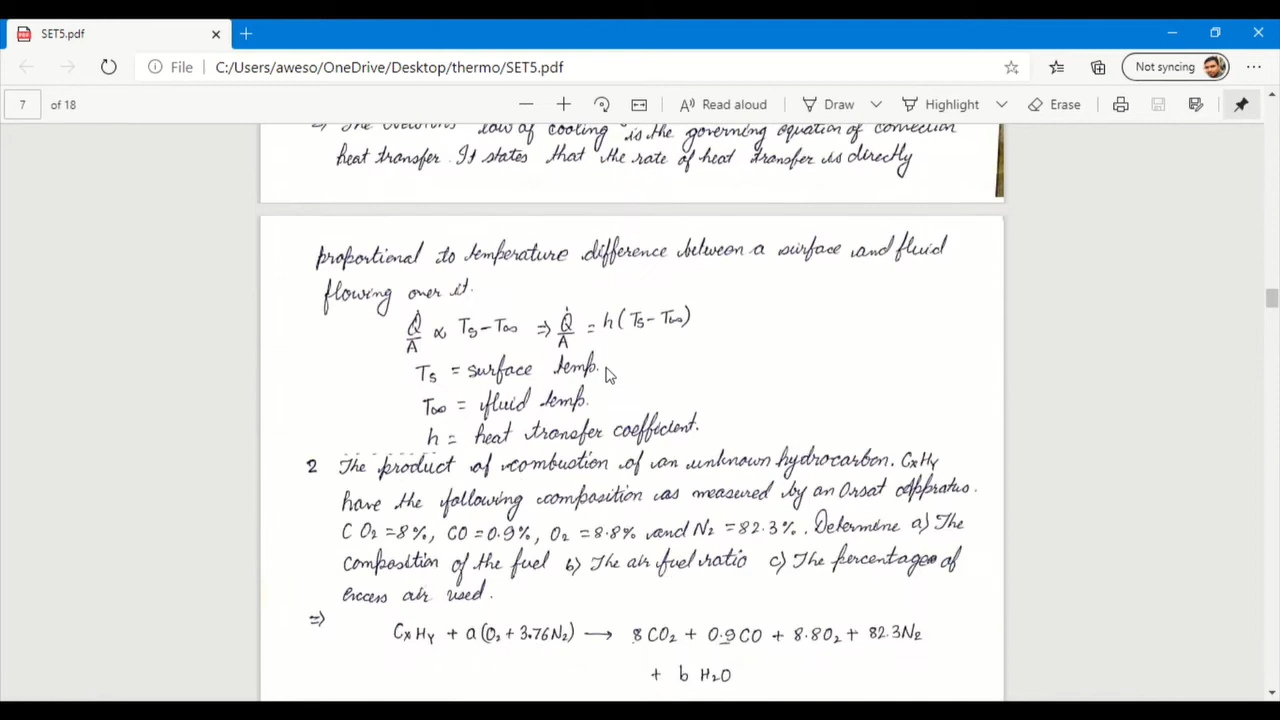 SET5.pdf
File C:/Users/aweso/OneDrive/Desktop/thermo/SET5.pdf Not syncing
7 of 18 Read aloud Draw Highlight Erase
law of cooling is the governing equation of convection
heat transfer. It states that the rate of heat transfer is directly
proportional to temperature difference between a surface and fluid
flowing over it.
Q̇/A ∝ Ts - T∞ => Q̇/A = h(Ts - T∞)
Ts = surface temp.
T∞ = fluid temp.
h = heat transfer coefficient.
2 The product of combustion of an unknown hydrocarbon. CxHy
have the following composition as measured by an Orsat appratus.
CO2 = 8%, CO = 0.9%, O2 = 8.8% and N2 = 82.3%. Determine a) The
composition of the fuel b) The air fuel ratio c) The percentage of
excess air used.
=>
CxHy + a(O2 + 3.76N2) → 8CO2 + 0.9CO + 8.8O2 + 82.3N2
+ b H2O